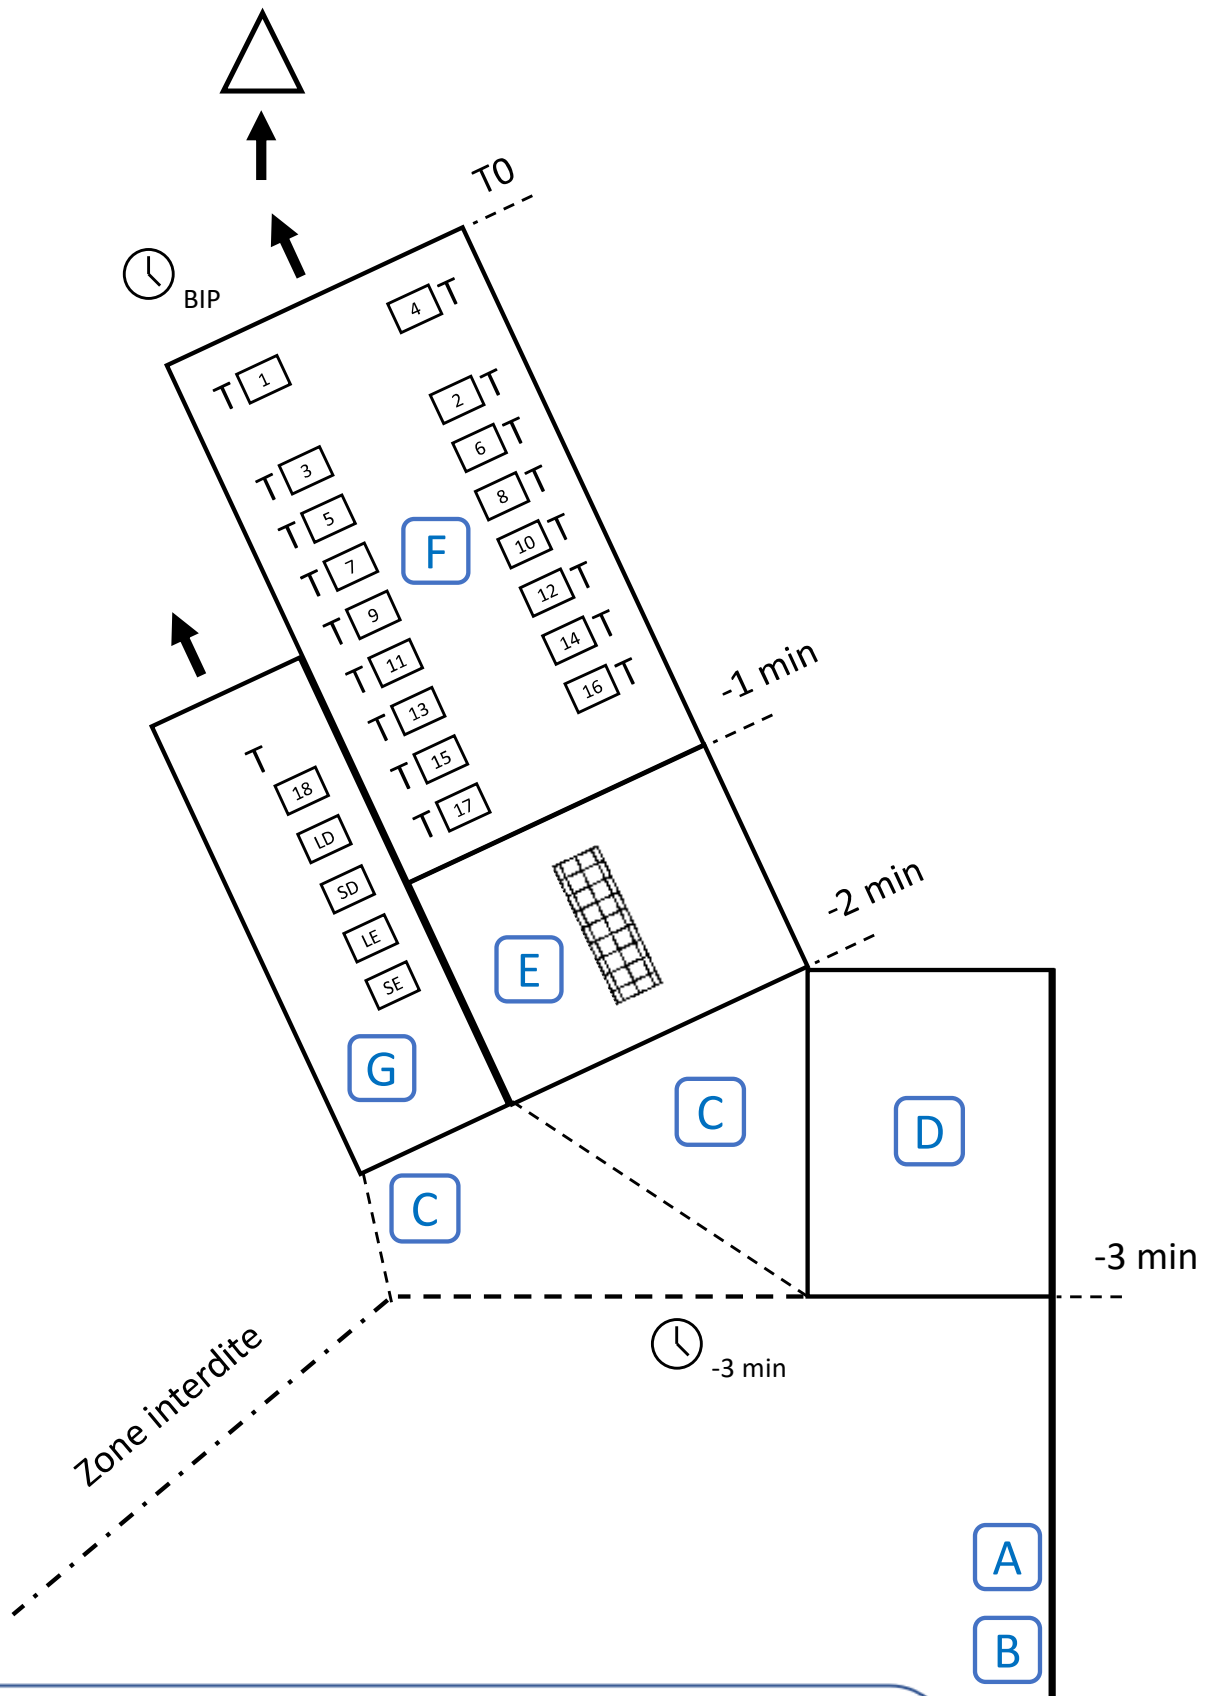 T0
BIP
4 T
T 1
2 T
6 T
T 3
8 T
T 5
F
10 T
T 7
12 T
T 9
14 T
T 11
16 T
-1 min
T 13
T 15
T
18
T 17
LD
SD
-2 min
LE
E
SE
G
C
D
C
-3 min
-3 min
Zone interdite
A
B